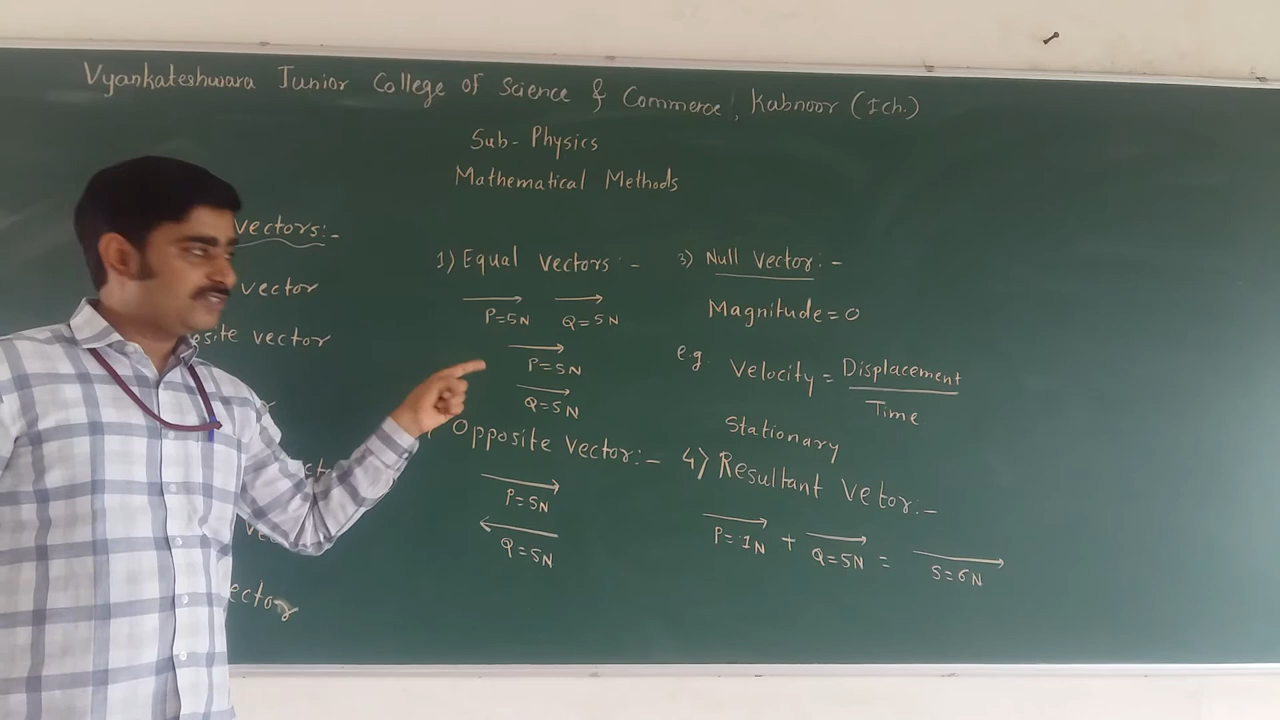 Vyankateshwara Junior College of Science & Commerce, Kabnoor (Ich.)
Sub- Physics
Mathematical Methods
vectors:-
vector
osite vector
vector
1) Equal vectors :-
P=5N Q=5N
P=5N
Q=5N
Opposite vector:-
P=5N
Q=5N
3) Null vector:-
Magnitude=0
e.g. Velocity = Displacement
Time
Stationary
4) Resultant Vetor:-
P=1N + Q=5N = S=6N